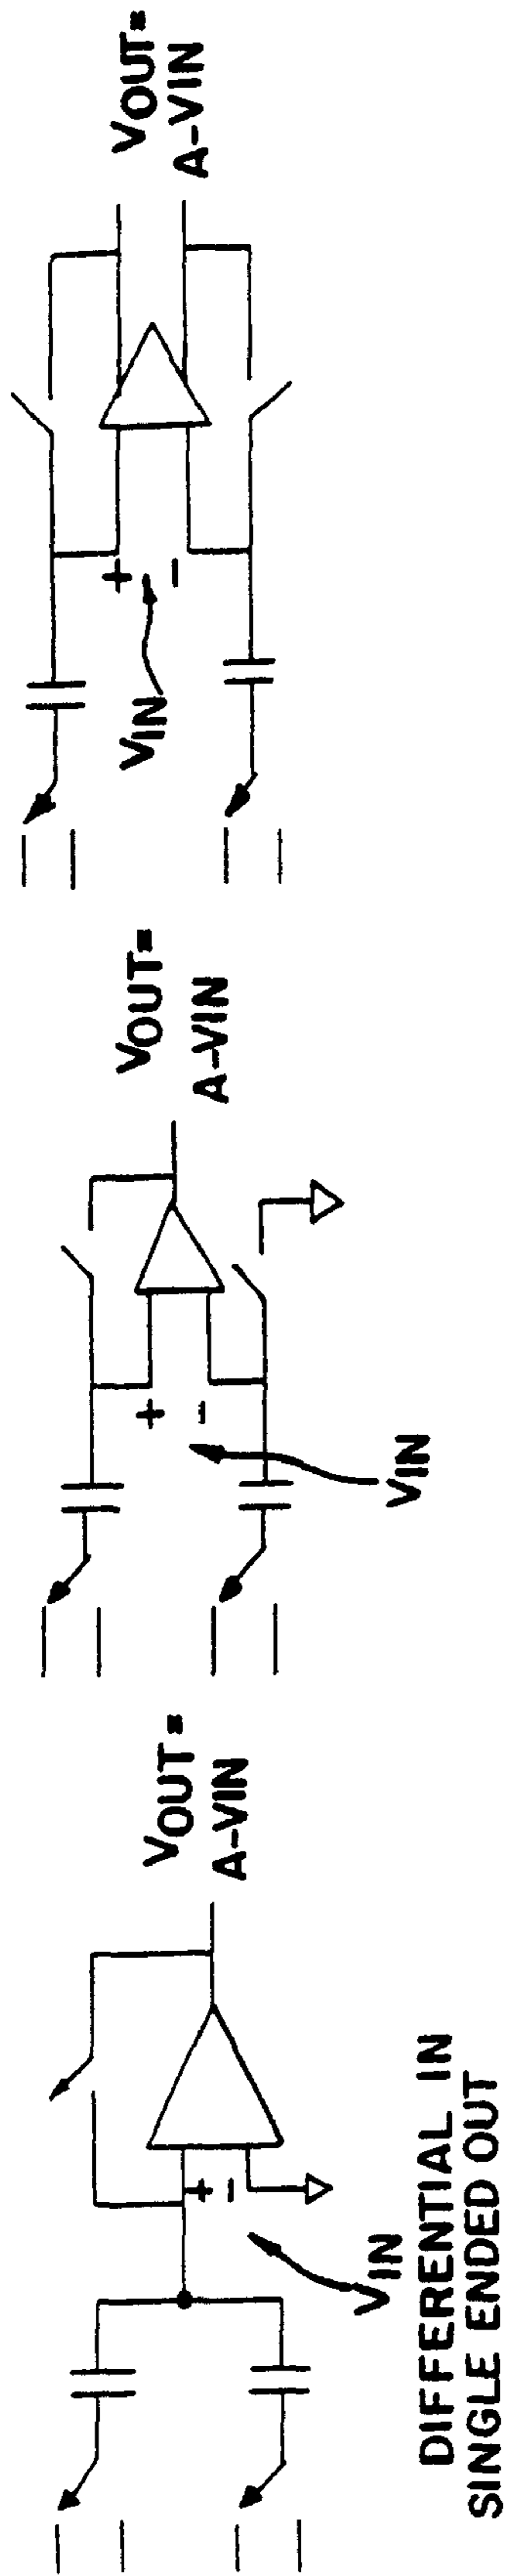 VOUT=
A-VIN
+
−
VIN
DIFFERENTIAL IN
SINGLE ENDED OUT
VOUT=
A-VIN
+
−
VIN
VOUT=
A-VIN
+
−
VIN